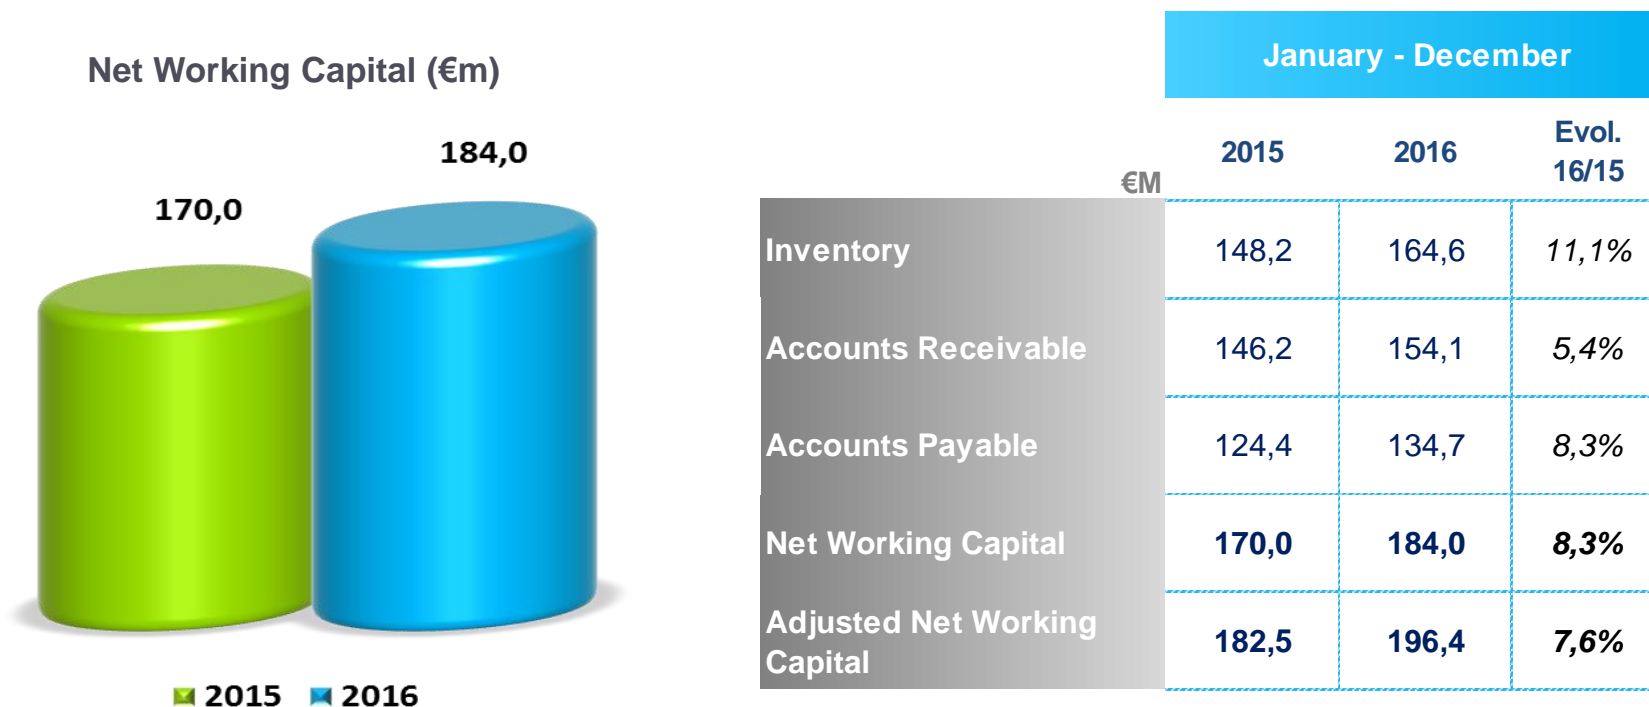 Net Working Capital (€m)
170,0
184,0
2015 2016
January - December
€M 2015 2016 Evol. 16/15
Inventory 148,2 164,6 11,1%
Accounts Receivable 146,2 154,1 5,4%
Accounts Payable 124,4 134,7 8,3%
Net Working Capital 170,0 184,0 8,3%
Adjusted Net Working
Capital 182,5 196,4 7,6%